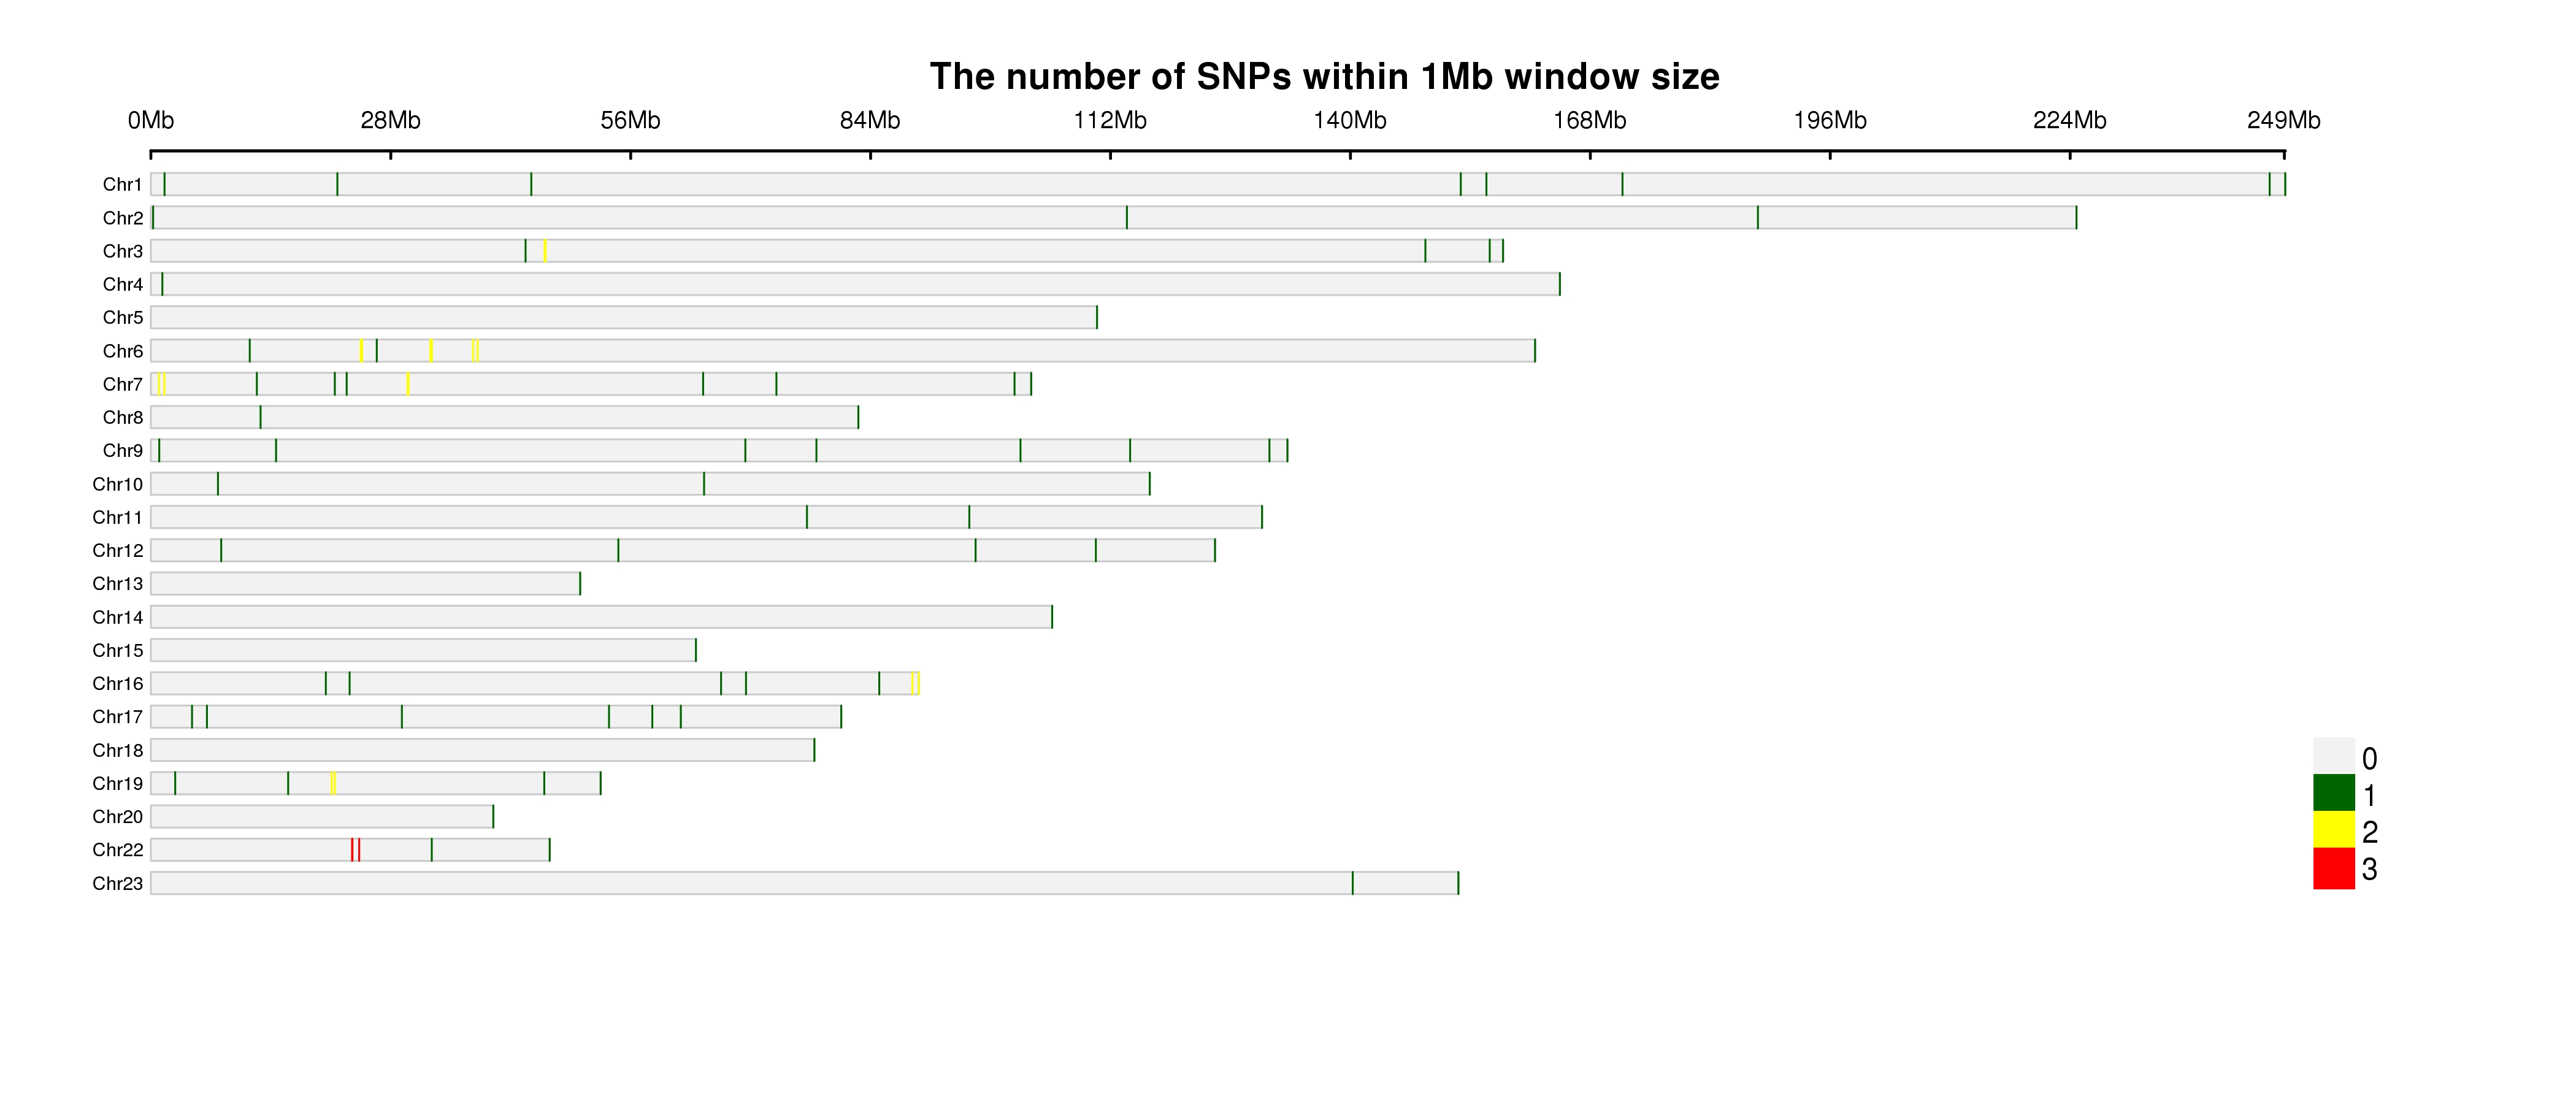 The number of SNPs within 1Mb window size
0Mb 28Mb 56Mb 84Mb 112Mb 140Mb 168Mb 196Mb 224Mb 249Mb
Chr1
Chr2
Chr3
Chr4
Chr5
Chr6
Chr7
Chr8
Chr9
Chr10
Chr11
Chr12
Chr13
Chr14
Chr15
Chr16
Chr17
Chr18
Chr19
Chr20
Chr22
Chr23
0
1
2
3